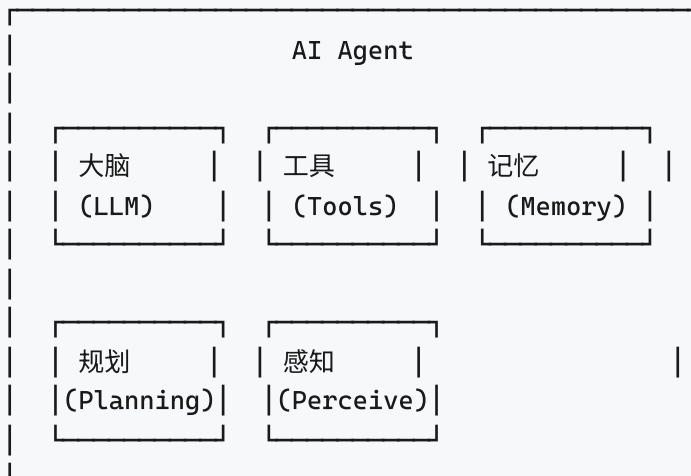 AI Agent
大脑 工具 记忆
(LLM) (Tools) (Memory)
规划 感知
(Planning) (Perceive)